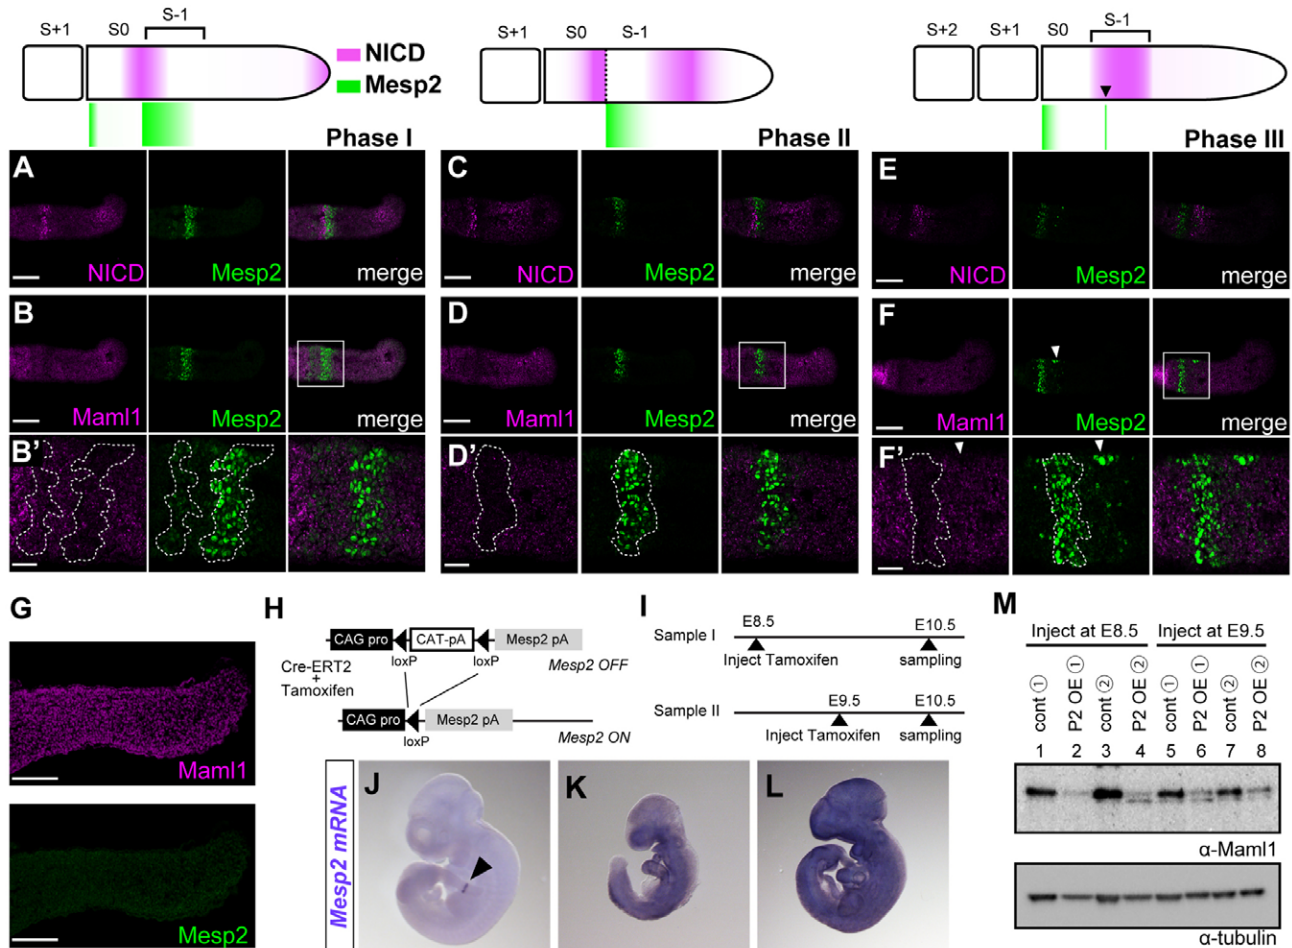 S-1
S+1 S0
NICD
Mesp2
Phase I
S+1 S0 S-1
Phase II
S-1
S+2 S+1 S0
Phase III
A
NICD
Mesp2
merge
B
Maml1
Mesp2
merge
B'
C
NICD
Mesp2
merge
D
Maml1
Mesp2
merge
D'
E
NICD
Mesp2
merge
F
Maml1
Mesp2
merge
F'
G
Maml1
Mesp2
H
CAG pro CAT-pA Mesp2 pA
loxP loxP Mesp2 OFF
Cre-ERT2
+
Tamoxifen
CAG pro Mesp2 pA
loxP Mesp2 ON
I
E8.5 E10.5
Sample I
Inject Tamoxifen sampling
E9.5 E10.5
Sample II
Inject Tamoxifen sampling
Mesp2 mRNA
J
K
L
M
Inject at E8.5 Inject at E9.5
cont ① P2 OE ① cont ② P2 OE ② cont ① P2 OE ① cont ② P2 OE ②
1 2 3 4 5 6 7 8
α-Maml1
α-tubulin